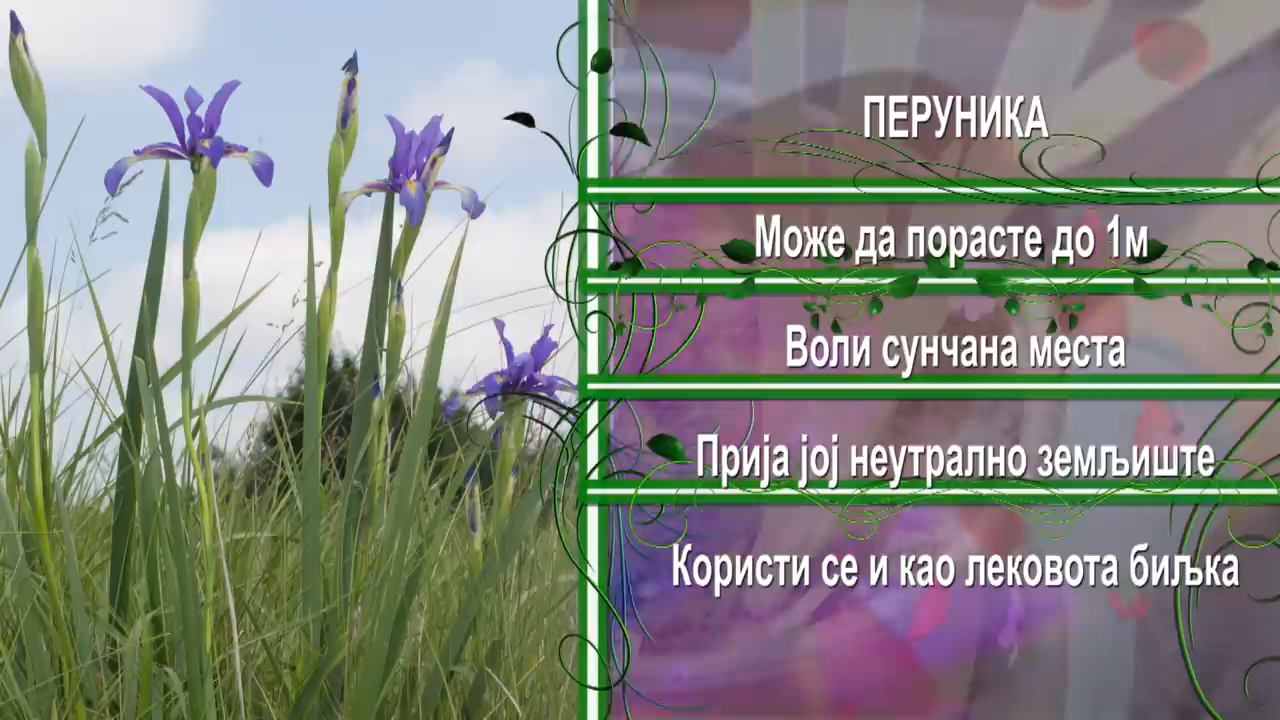 ПЕРУНИКА
Може да порасте до 1м
Воли сунчана места
Прија јој неутрално земљиште
Користи се и као лековота биљка